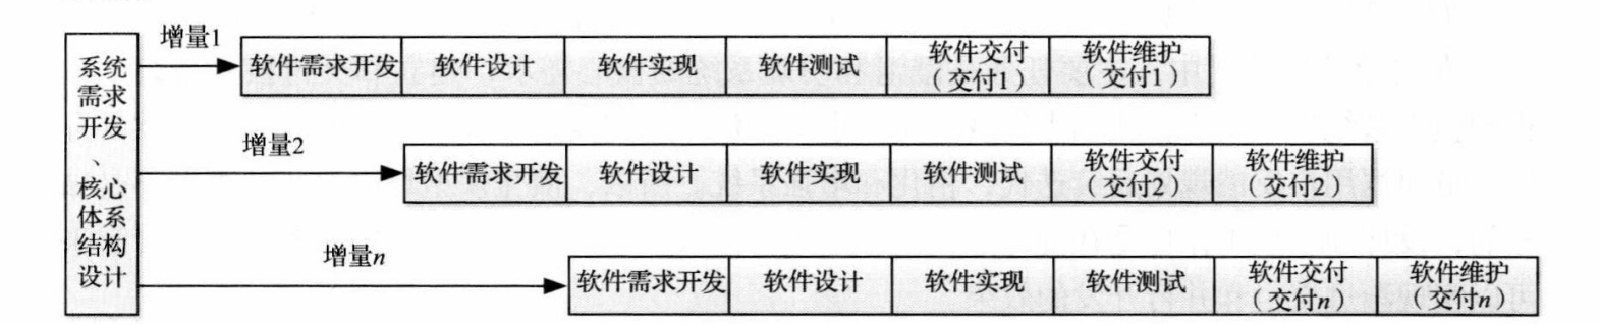 系统
需求
开发
、
核心
体系
结构
设计
增量1
软件需求开发
软件设计
软件实现
软件测试
软件交付
（交付1）
软件维护
（交付1）
增量2
软件需求开发
软件设计
软件实现
软件测试
软件交付
（交付2）
软件维护
（交付2）
增量n
软件需求开发
软件设计
软件实现
软件测试
软件交付
（交付n）
软件维护
（交付n）